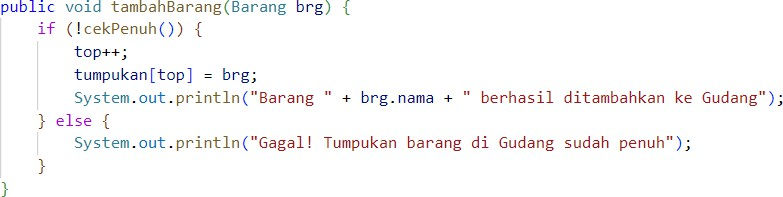 public void tambahBarang(Barang brg) {
    if (!cekPenuh()) {
        top++;
        tumpukan[top] = brg;
        System.out.println("Barang " + brg.nama + " berhasil ditambahkan ke Gudang");
    } else {
        System.out.println("Gagal! Tumpukan barang di Gudang sudah penuh");
    }
}